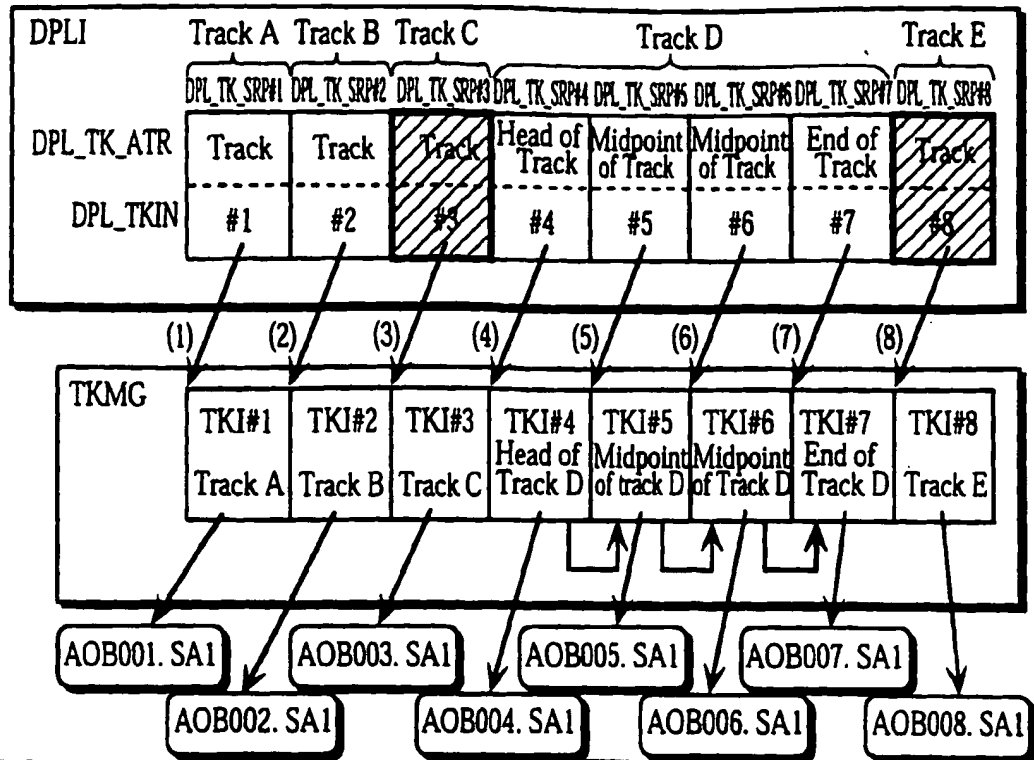 DPLI
Track A Track B Track C Track D Track E
DPL_TK_SRP#1 DPL_TK_SRP#2 DPL_TK_SRP#3 DPL_TK_SRP#4 DPL_TK_SRP#5 DPL_TK_SRP#6 DPL_TK_SRP#7 DPL_TK_SRP#8
DPL_TK_ATR Track Track Track Head of Track Midpoint of Track Midpoint of Track End of Track Track
DPL_TKIN #1 #2 #3 #4 #5 #6 #7 #8
(1) (2) (3) (4) (5) (6) (7) (8)
TKMG
TKI#1 TKI#2 TKI#3 TKI#4 TKI#5 TKI#6 TKI#7 TKI#8
Head of Midpoint Midpoint End of
Track A Track B Track C Track D of track D of Track D Track D Track E
AOB001. SA1 AOB003. SA1 AOB005. SA1 AOB007. SA1
AOB002. SA1 AOB004. SA1 AOB006. SA1 AOB008. SA1